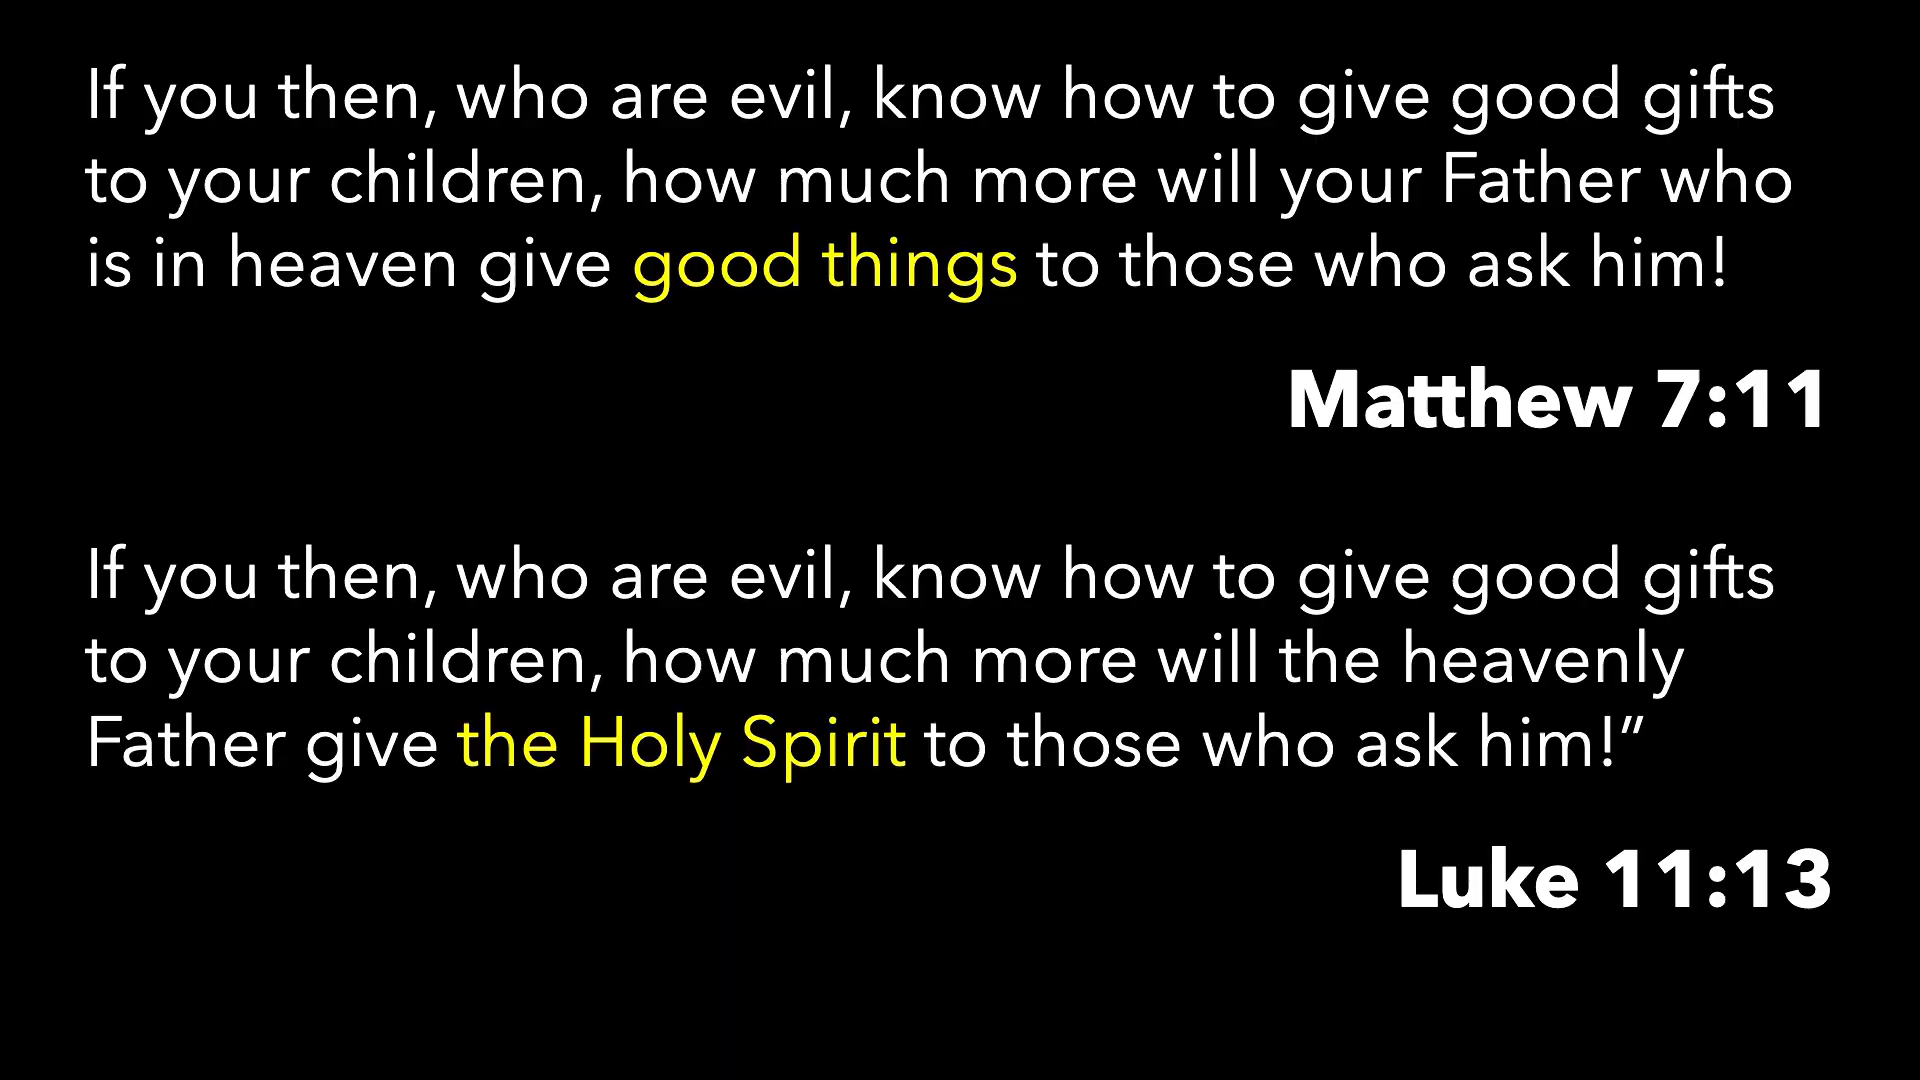 If you then, who are evil, know how to give good gifts
to your children, how much more will your Father who
is in heaven give good things to those who ask him!
Matthew 7:11
If you then, who are evil, know how to give good gifts
to your children, how much more will the heavenly
Father give the Holy Spirit to those who ask him!”
Luke 11:13